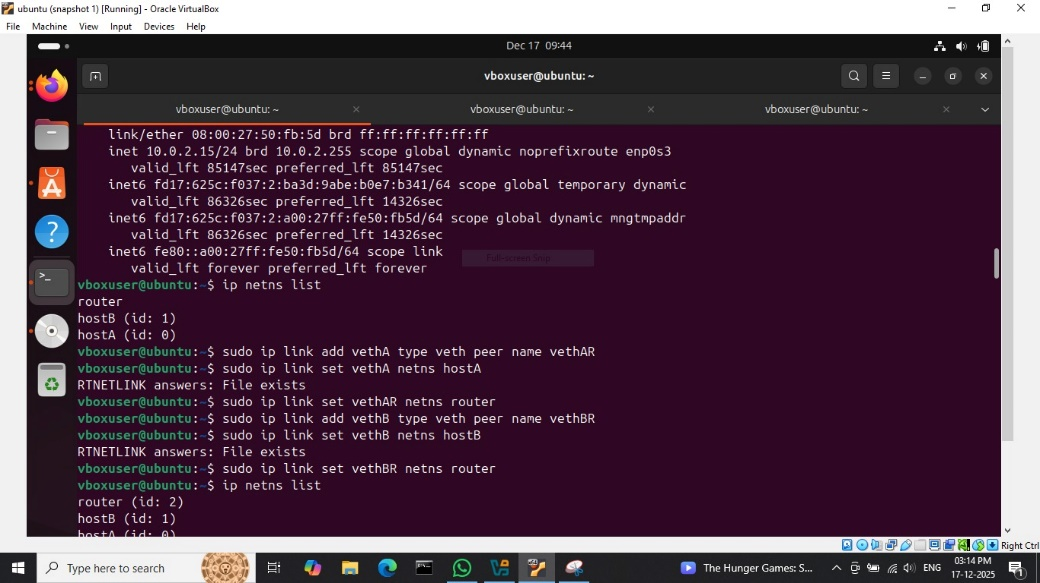 ubuntu (snapshot 1) [Running] - Oracle VirtualBox
File Machine View Input Devices Help
Dec 17 09:44
vboxuser@ubuntu: ~
vboxuser@ubuntu: ~ vboxuser@ubuntu: ~ vboxuser@ubuntu: ~
link/ether 08:00:27:50:fb:5d brd ff:ff:ff:ff:ff:ff
inet 10.0.2.15/24 brd 10.0.2.255 scope global dynamic noprefixroute enp0s3
valid_lft 85147sec preferred_lft 85147sec
inet6 fd17:625c:f037:2:ba3d:9abe:b0e7:b341/64 scope global temporary dynamic
valid_lft 86326sec preferred_lft 14326sec
inet6 fd17:625c:f037:2:a00:27ff:fe50:fb5d/64 scope global dynamic mngtmpaddr
valid_lft 86326sec preferred_lft 14326sec
inet6 fe80::a00:27ff:fe50:fb5d/64 scope link
Full-screen Snip
valid_lft forever preferred_lft forever
vboxuser@ubuntu:~$ ip netns list
router
hostB (id: 1)
hostA (id: 0)
vboxuser@ubuntu:~$ sudo ip link add vethA type veth peer name vethAR
vboxuser@ubuntu:~$ sudo ip link set vethA netns hostA
RTNETLINK answers: File exists
vboxuser@ubuntu:~$ sudo ip link set vethAR netns router
vboxuser@ubuntu:~$ sudo ip link add vethB type veth peer name vethBR
vboxuser@ubuntu:~$ sudo ip link set vethB netns hostB
RTNETLINK answers: File exists
vboxuser@ubuntu:~$ sudo ip link set vethBR netns router
vboxuser@ubuntu:~$ ip netns list
router (id: 2)
hostB (id: 1)
hostA (id: 0)
Right Ctrl
Type here to search
The Hunger Games: S...
ENG
03:14 PM
17-12-2025
1